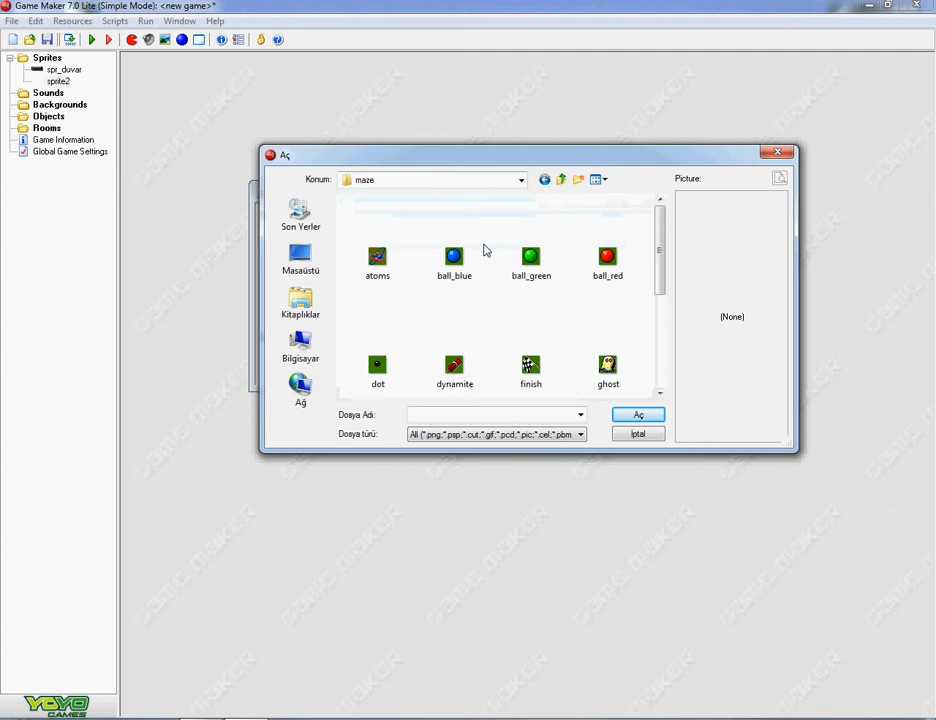 Game Maker 7.0 Lite (Simple Mode): <new game>*
File Edit Resources Scripts Run Window Help
Sprites
spr_duvar
sprite2
Sounds
Backgrounds
Objects
Rooms
Game Information
Global Game Settings
Aç
Konum: maze
Picture:
Son Yerler
Masaüstü
Kitaplıklar
Bilgisayar
Ağ
atoms ball_blue ball_green ball_red
dot dynamite finish ghost
(None)
Dosya Adı: Aç
Dosya türü: All (*.png;*.psp;*.cut;*.gif;*.pcd;*.pic;*.cel;*.pbm İptal
YOYO
GAMES
GAME MAKER